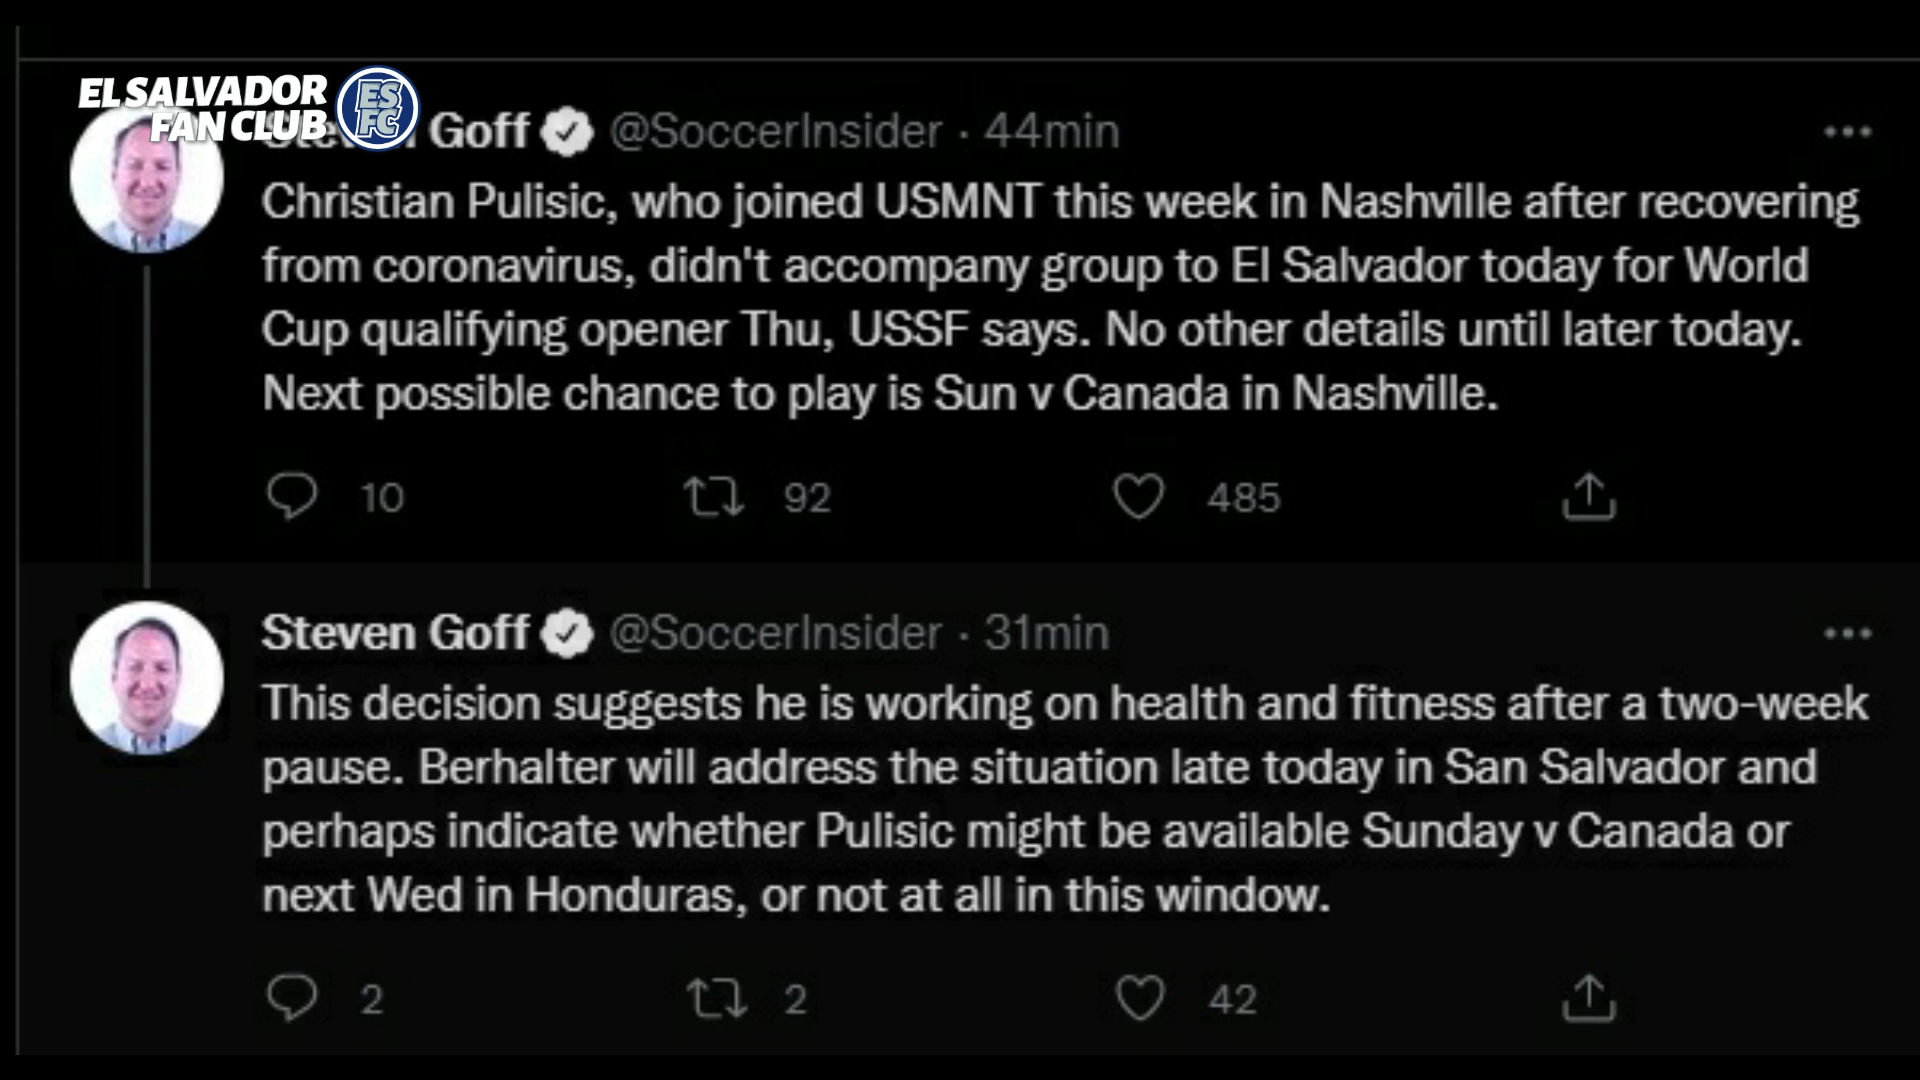 EL SALVADOR
FAN CLUB
ES
FC
Goff @SoccerInsider · 44min
Christian Pulisic, who joined USMNT this week in Nashville after recovering
from coronavirus, didn't accompany group to El Salvador today for World
Cup qualifying opener Thu, USSF says. No other details until later today.
Next possible chance to play is Sun v Canada in Nashville.
10 92 485
Steven Goff @SoccerInsider · 31min
This decision suggests he is working on health and fitness after a two-week
pause. Berhalter will address the situation late today in San Salvador and
perhaps indicate whether Pulisic might be available Sunday v Canada or
next Wed in Honduras, or not at all in this window.
2 2 42